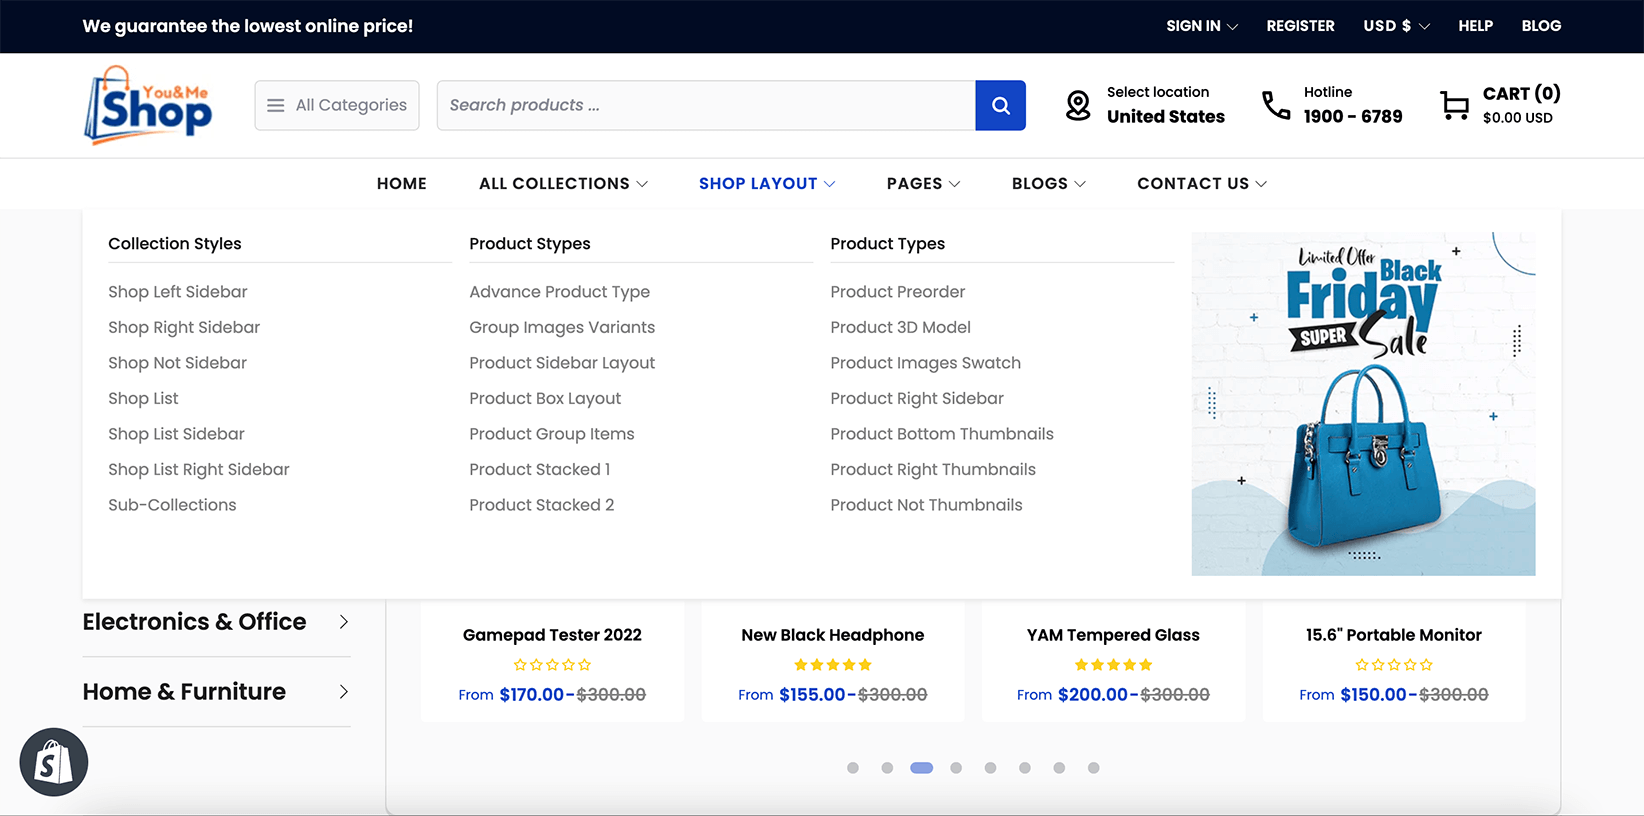 We guarantee the lowest online price!
SIGN IN
REGISTER
USD $
HELP
BLOG
You&Me
Shop
All Categories
Search products ...
Select location
United States
Hotline
1900 - 6789
CART (0)
$0.00 USD
HOME
ALL COLLECTIONS
SHOP LAYOUT
PAGES
BLOGS
CONTACT US
Collection Styles
Shop Left Sidebar
Shop Right Sidebar
Shop Not Sidebar
Shop List
Shop List Sidebar
Shop List Right Sidebar
Sub-Collections
Product Stypes
Advance Product Type
Group Images Variants
Product Sidebar Layout
Product Box Layout
Product Group Items
Product Stacked 1
Product Stacked 2
Product Types
Product Preorder
Product 3D Model
Product Images Swatch
Product Right Sidebar
Product Bottom Thumbnails
Product Right Thumbnails
Product Not Thumbnails
Limited Offer
Black
Friday
SUPER Sale
Electronics & Office
Home & Furniture
Gamepad Tester 2022
From $170.00-$300.00
New Black Headphone
From $155.00-$300.00
YAM Tempered Glass
From $200.00-$300.00
15.6" Portable Monitor
From $150.00-$300.00
S